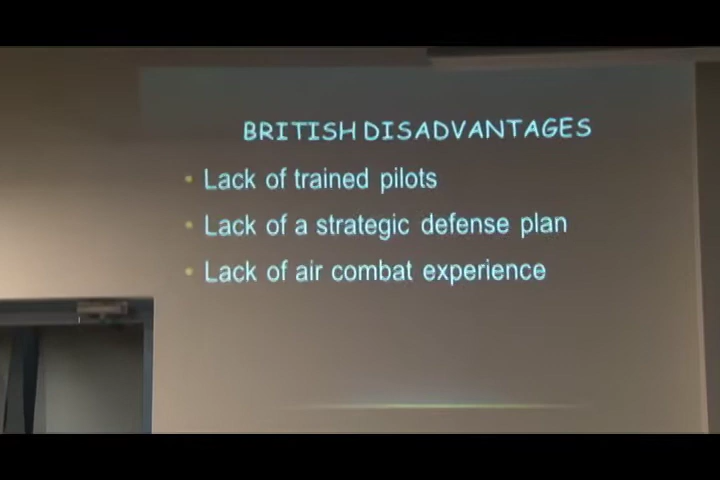 BRITISH DISADVANTAGES
• Lack of trained pilots
• Lack of a strategic defense plan
• Lack of air combat experience